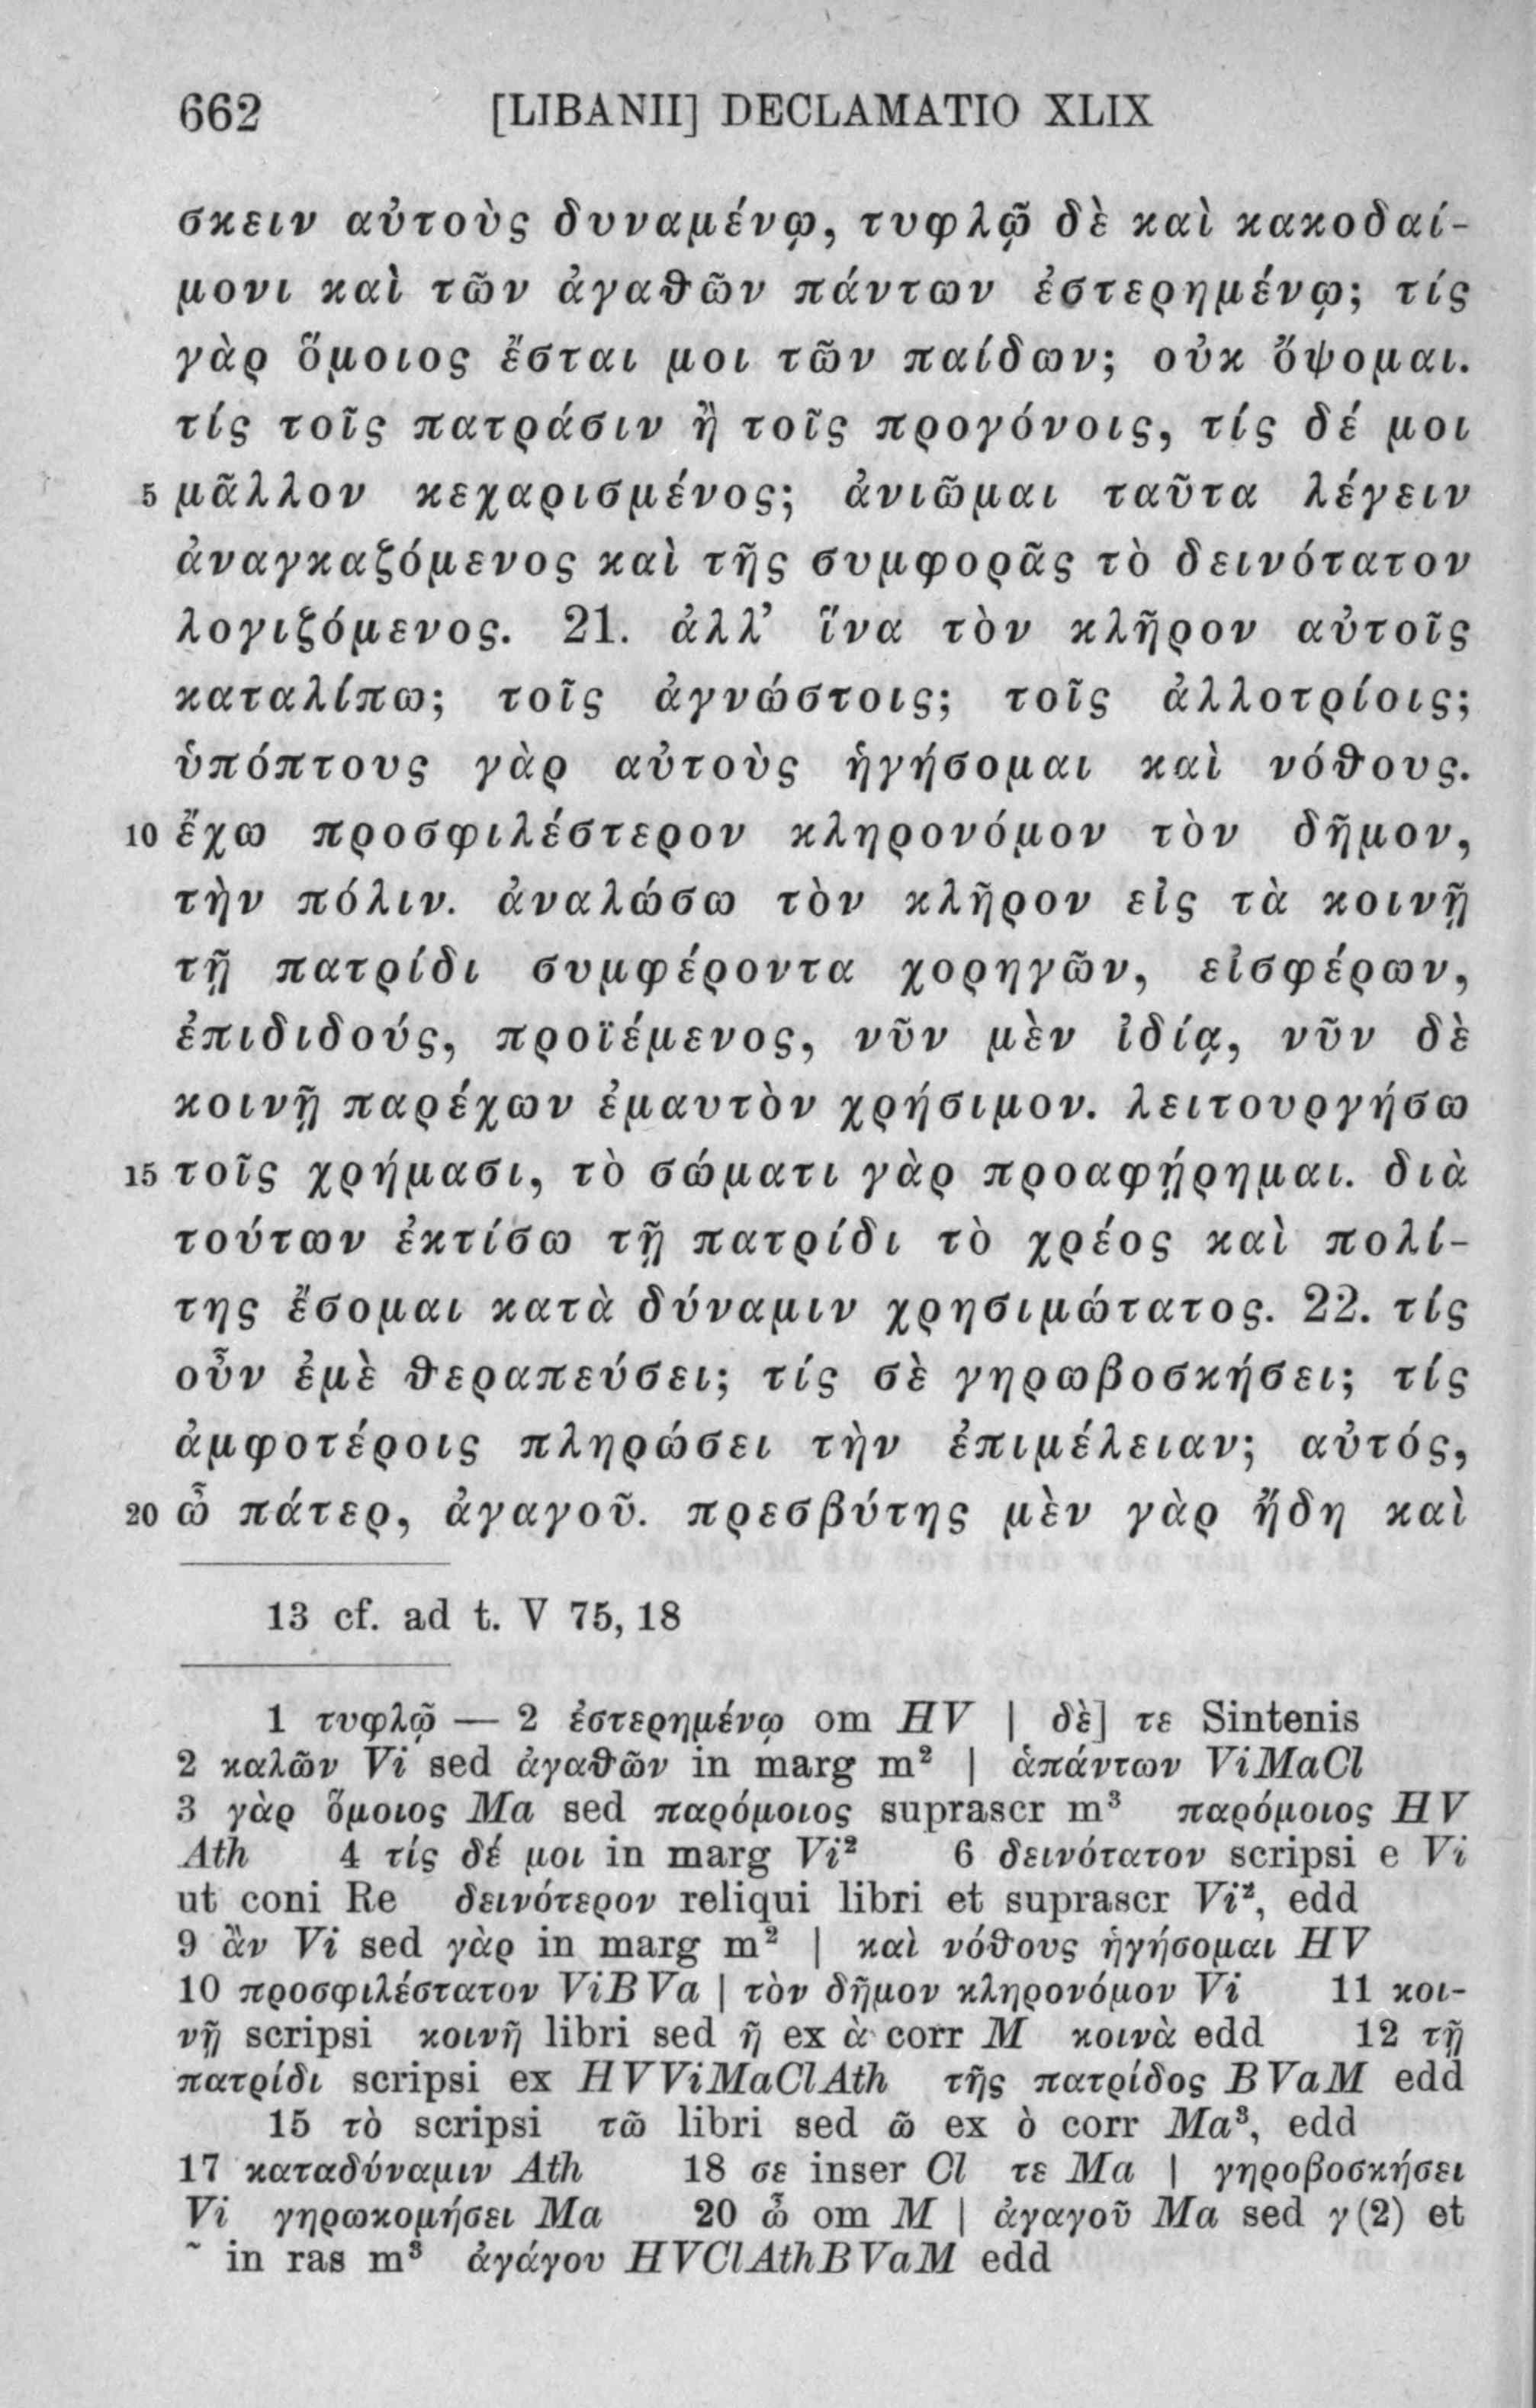 662 [LIBANII] DECLAMATIO XLIX
σκειν αὐτοὺς δυναμένῳ, τυφλῷ δὲ καὶ κακοδαί-
μονι καὶ τῶν ἀγαθῶν πάντων ἐστερημένῳ; τίς
γὰρ ὅμοιος ἔσται μοι τῶν παίδων; οὐκ ὄψομαι.
τίς τοῖς πατράσιν ἢ τοῖς προγόνοις, τίς δέ μοι
5 μᾶλλον κεχαρισμένος; ἀνιῶμαι ταῦτα λέγειν
ἀναγκαζόμενος καὶ τῆς συμφορᾶς τὸ δεινότατον
λογιζόμενος. 21. ἀλλ’ ἵνα τὸν κλῆρον αὐτοῖς
καταλίπω; τοῖς ἀγνώστοις; τοῖς ἀλλοτρίοις;
ὑπόπτους γὰρ αὐτοὺς ἡγήσομαι καὶ νόθους.
10 ἔχω προσφιλέστερον κληρονόμον τὸν δῆμον,
τὴν πόλιν. ἀναλώσω τὸν κλῆρον εἰς τὰ κοινῇ
τῇ πατρίδι συμφέροντα χορηγῶν, εἰσφέρων,
ἐπιδιδούς, προϊέμενος, νῦν μὲν ἰδίᾳ, νῦν δὲ
κοινῇ παρέχων ἐμαυτὸν χρήσιμον. λειτουργήσω
15 τοῖς χρήμασι, τὸ σώματι γὰρ προαφῄρημαι. διὰ
τούτων ἐκτίσω τῇ πατρίδι τὸ χρέος καὶ πολί-
της ἔσομαι κατὰ δύναμιν χρησιμώτατος. 22. τίς
οὖν ἐμὲ θεραπεύσει; τίς σὲ γηρωβοσκήσει; τίς
ἀμφοτέροις πληρώσει τὴν ἐπιμέλειαν; αὐτός,
20 ὦ πάτερ, ἀγαγοῦ. πρεσβύτης μὲν γὰρ ἤδη καὶ
13 cf. ad t. V 75, 18
1 τυφλῷ — 2 ἐστερημένῳ om HV | δὲ] τε Sintenis
2 καλῶν Vi sed ἀγαθῶν in marg m² | ἁπάντων ViMaCl
3 γὰρ ὅμοιος Ma sed παρόμοιος suprascr m³ παρόμοιος HV
Ath 4 τίς δέ μοι in marg Vi² 6 δεινότατον scripsi e Vi
ut coni Re δεινότερον reliqui libri et suprascr Vi², edd
9 ἂν Vi sed γὰρ in marg m² | καὶ νόθους ἡγήσομαι HV
10 προσφιλέστατον ViBVa | τὸν δῆμον κληρονόμον Vi 11 κοι-
νῇ scripsi κοινῆ libri sed ῆ ex ὰ corr M κοινὰ edd 12 τῇ
πατρίδι scripsi ex HVViMaClAth τῆς πατρίδος BVaM edd
15 τὸ scripsi τῶ libri sed ῶ ex ὸ corr Ma³, edd
17 καταδύναμιν Ath 18 σε inser Cl τε Ma | γηροβοσκήσει
Vi γηρωκομήσει Ma 20 ὦ om M | ἀγαγοῦ Ma sed γ(2) et
῀ in ras m³ ἀγάγου HVClAthBVaM edd